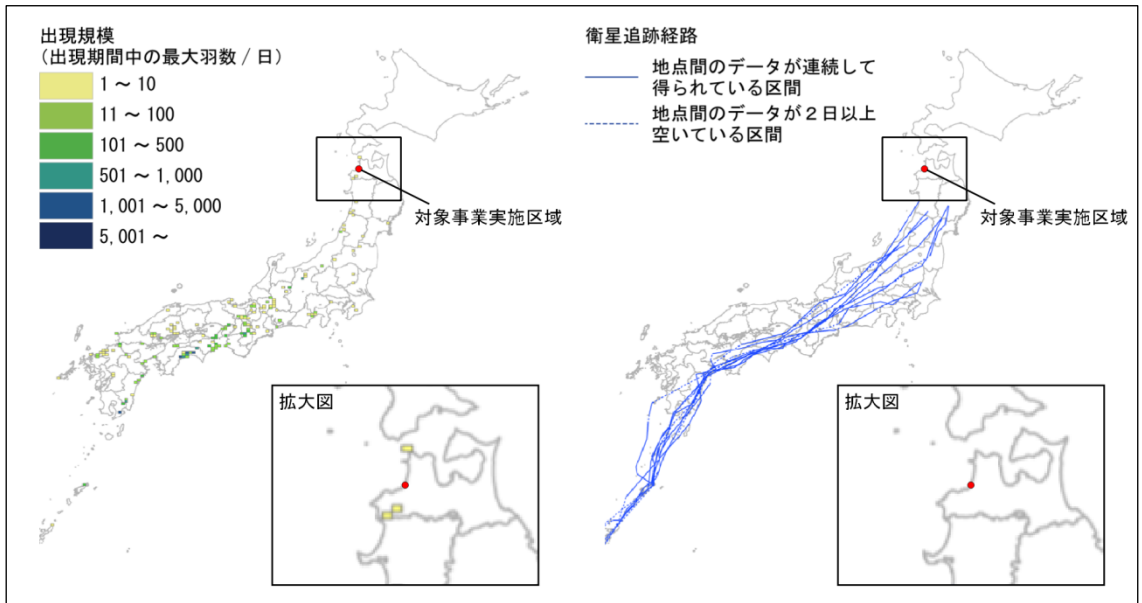 出現規模
(出現期間中の最大羽数 / 日)
1 ～ 10
11 ～ 100
101 ～ 500
501 ～ 1,000
1,001 ～ 5,000
5,001 ～
対象事業実施区域
拡大図
衛星追跡経路
地点間のデータが連続して
得られている区間
地点間のデータが２日以上
空いている区間
対象事業実施区域
拡大図